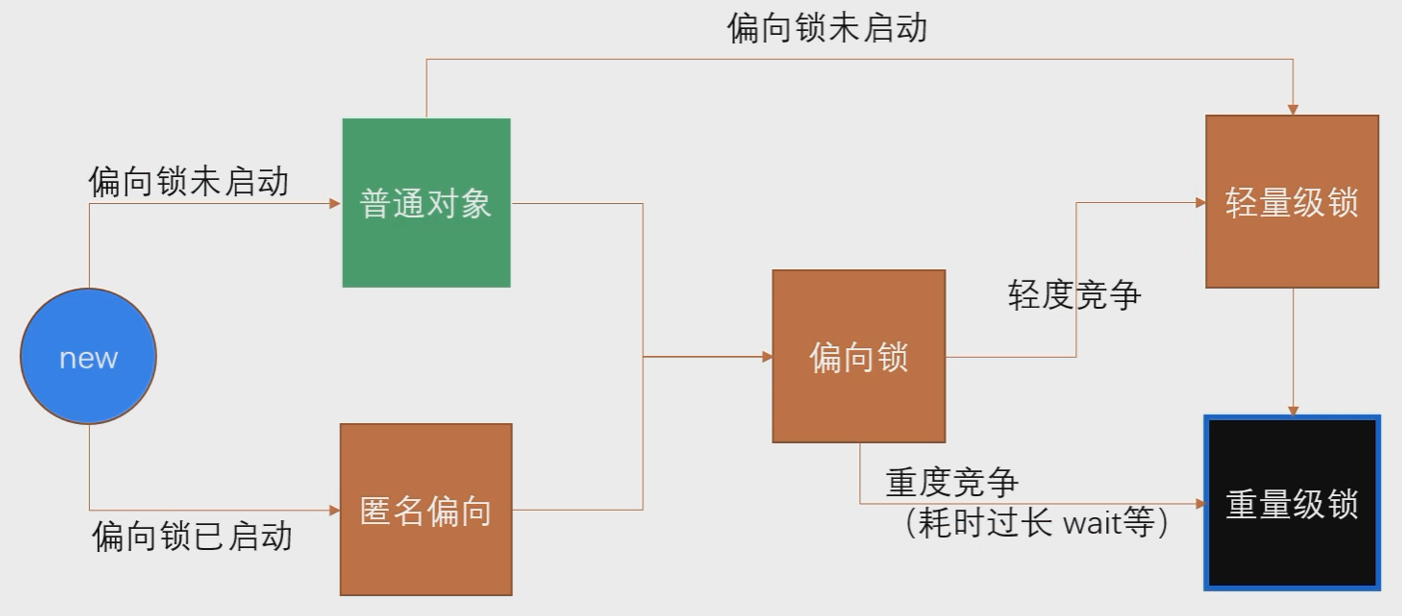 偏向锁未启动
偏向锁未启动
普通对象
轻量级锁
轻度竞争
new
偏向锁
重度竞争
（耗时过长 wait等）
匿名偏向
重量级锁
偏向锁已启动